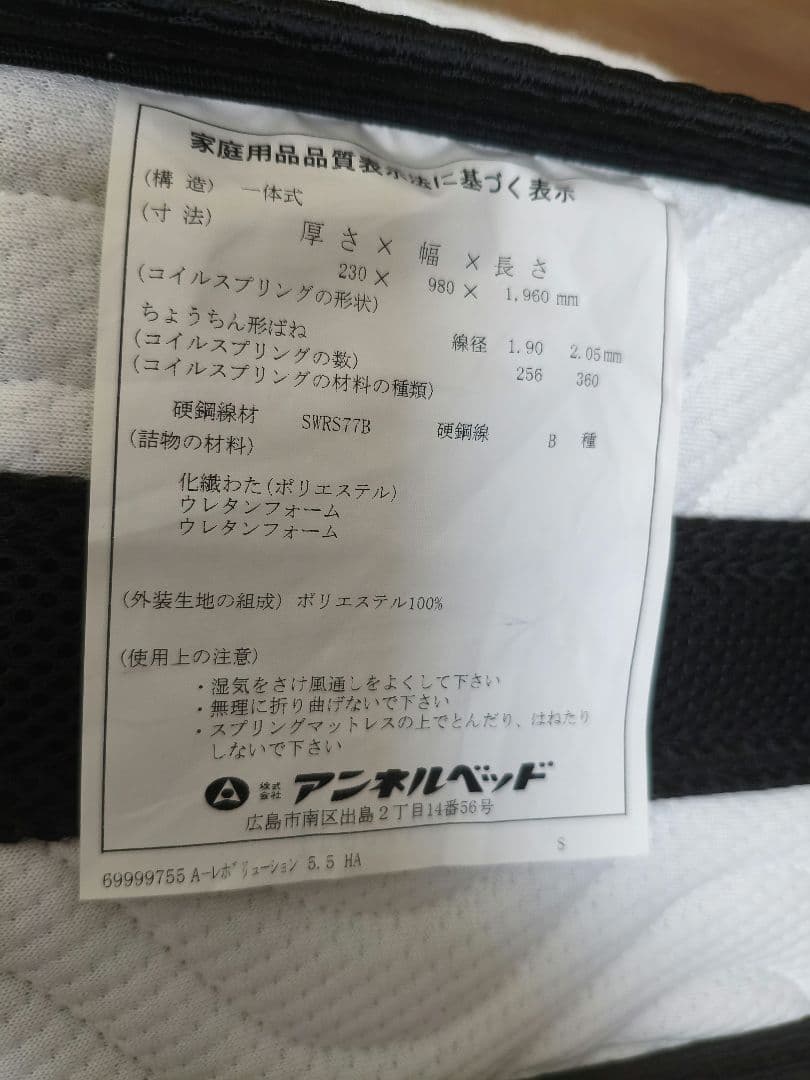 家庭用品品質表示法に基づく表示
(構 造) 一体式
(寸 法)
厚 さ × 幅 × 長 さ
230 × 980 × 1,960 mm
(コイルスプリングの形状)
ちょうちん形ばね 線径 1.90 2.05mm
(コイルスプリングの数) 256 360
(コイルスプリングの材料の種類)
硬鋼線材 SWRS77B 硬鋼線 B 種
(詰物の材料)
化繊わた(ポリエステル)
ウレタンフォーム
ウレタンフォーム
(外装生地の組成) ポリエステル100%
(使用上の注意)
・湿気をさけ風通しをよくして下さい
・無理に折り曲げないで下さい
・スプリングマットレスの上でとんだり、はねたり
しないで下さい
株式会社 アンネルベッド
広島市南区出島2丁目14番56号
S
69999755 A-レボリューション 5.5 HA